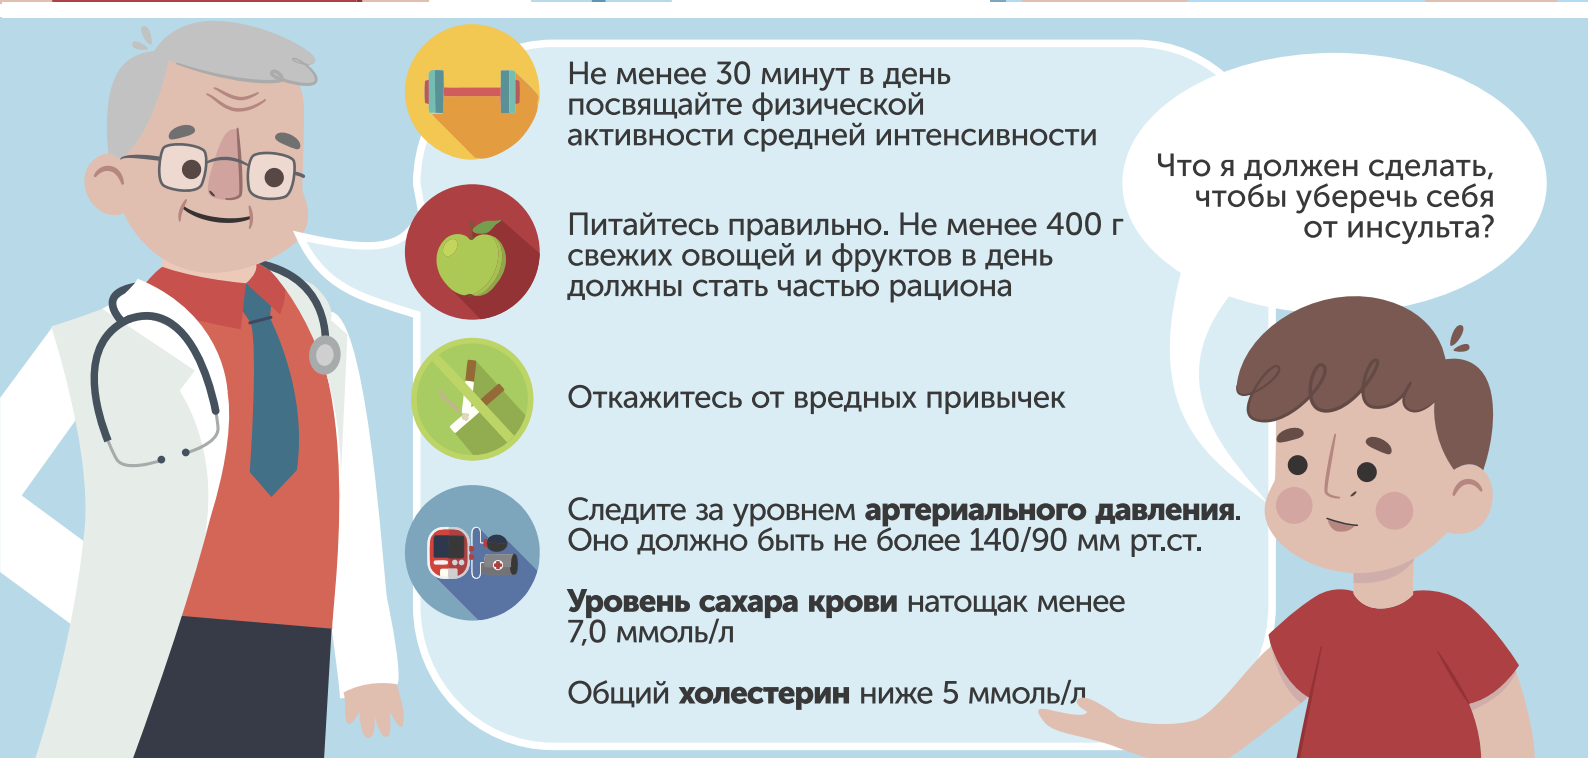 Что я должен сделать,
чтобы уберечь себя
от инсульта?
Не менее 30 минут в день
посвящайте физической
активности средней интенсивности
Питайтесь правильно. Не менее 400 г
свежих овощей и фруктов в день
должны стать частью рациона
Откажитесь от вредных привычек
Следите за уровнем артериального давления.
Оно должно быть не более 140/90 мм рт.ст.
Уровень сахара крови натощак менее
7,0 ммоль/л
Общий холестерин ниже 5 ммоль/л